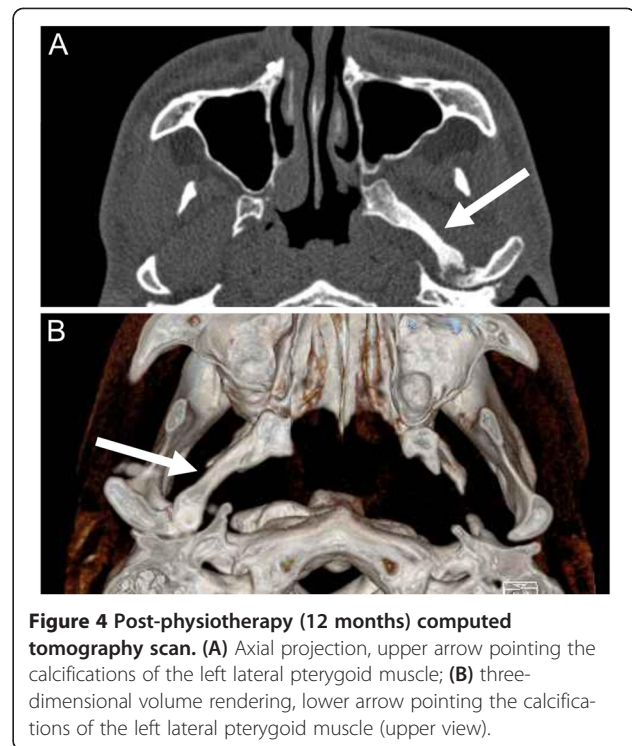 A
B
Figure 4 Post-physiotherapy (12 months) computed
tomography scan. (A) Axial projection, upper arrow pointing the
calcifications of the left lateral pterygoid muscle; (B) three-
dimensional volume rendering, lower arrow pointing the calcifica-
tions of the left lateral pterygoid muscle (upper view).